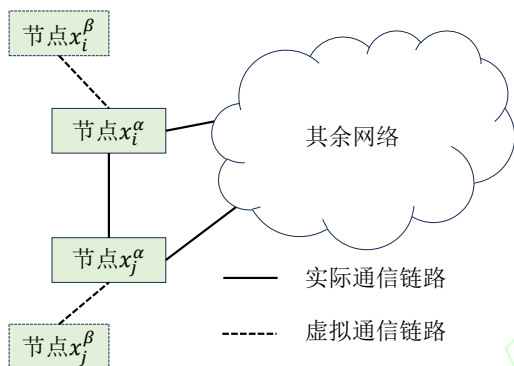 节点x_i^β
节点x_i^α
其余网络
节点x_j^α
实际通信链路
虚拟通信链路
节点x_j^β